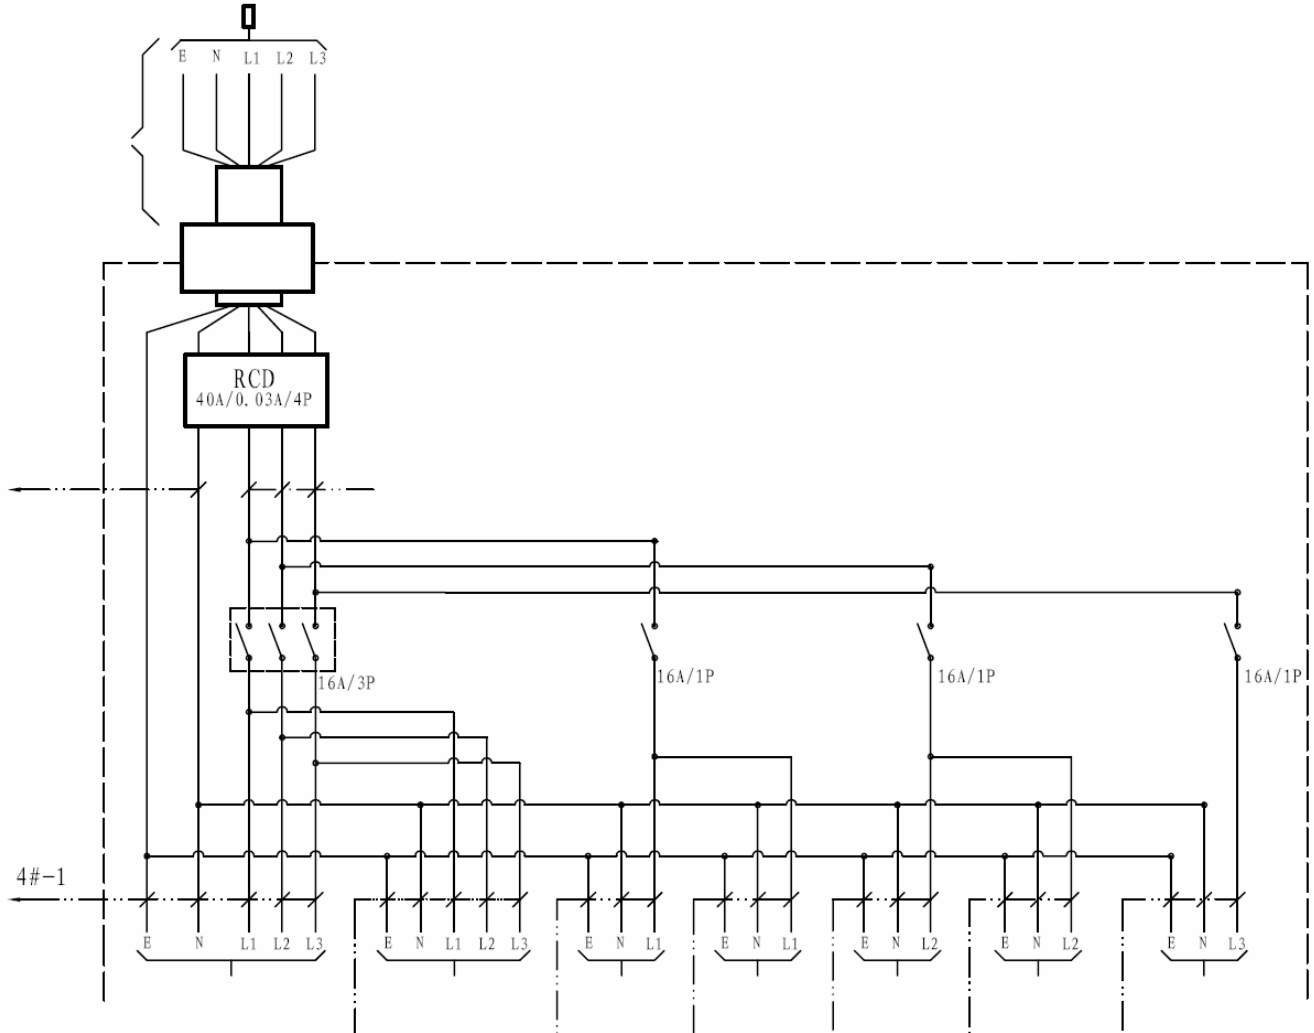 E N L1 L2 L3
RCD
40A/0.03A/4P
16A/3P 16A/1P 16A/1P 16A/1P
4#-1
E N L1 L2 L3 E N L1 L2 L3 E N L1 E N L1 E N L2 E N L2 E N L3